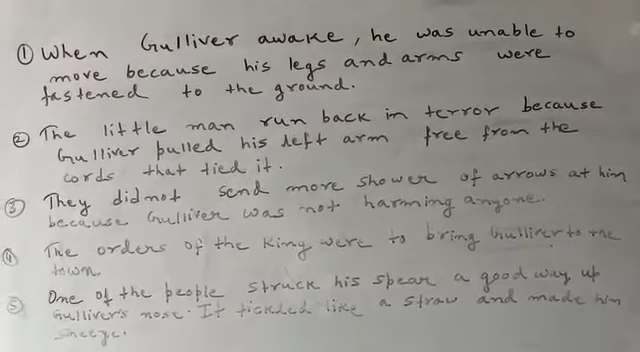 ① When Gulliver awake, he was unable to
move because his legs and arms were
fastened to the ground.
② The little man run back in terror because
Gulliver pulled his left arm free from the
cords that tied it.
③ They didnot send more shower of arrows at him
because Gulliver was not harming anyone.
④ The orders of the King were to bring Gulliver to the
town.
⑤ One of the people struck his spear a good way up
Gulliver's nose. It tickled like a straw and made him
sneeze.